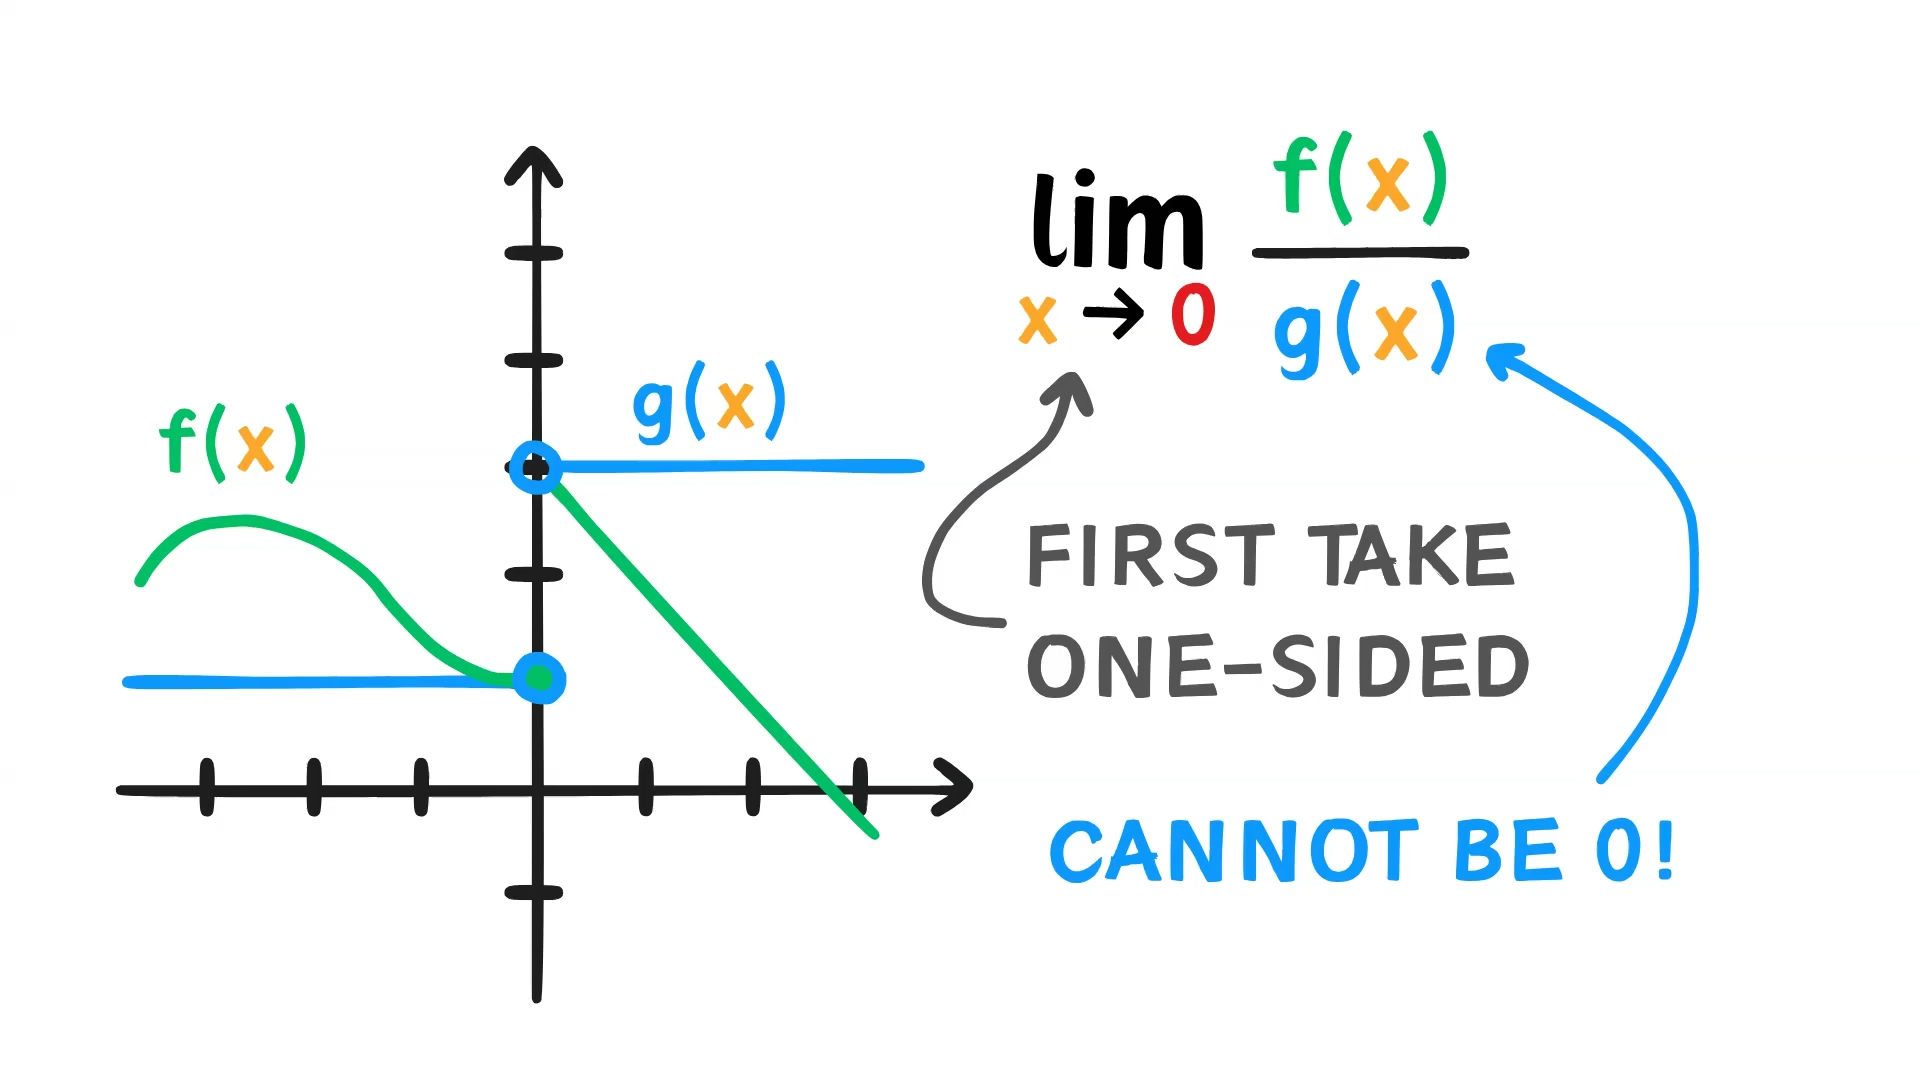 f(x)
g(x)
lim x → 0 f(x) / g(x)
FIRST TAKE
ONE-SIDED
CANNOT BE 0!